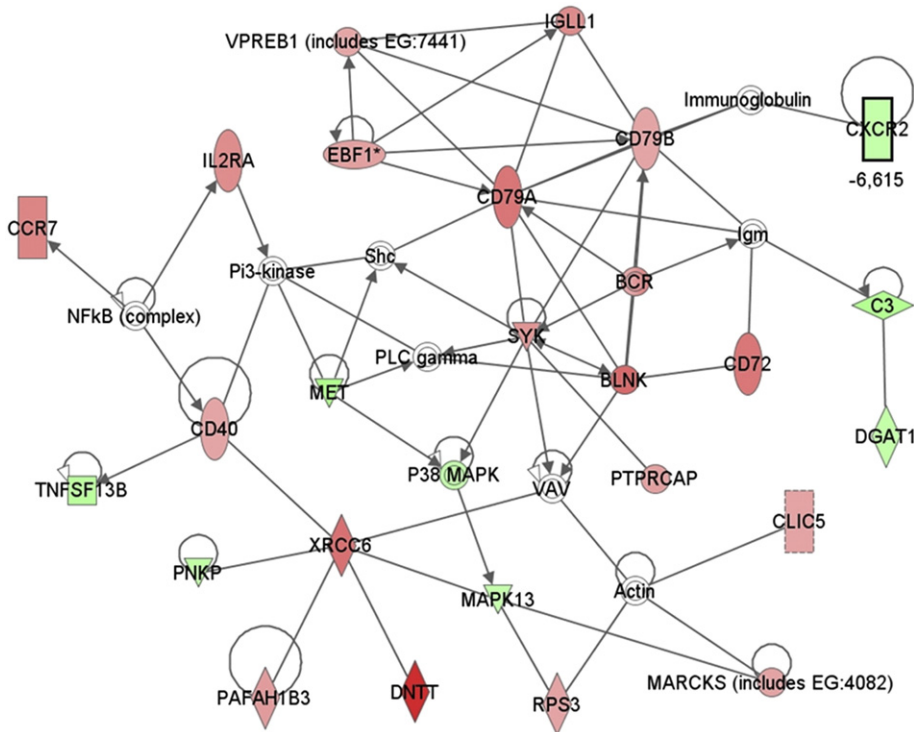 IGLL1
VPREB1 (includes EG:7441)
Immunoglobulin
CXCR2
-6,615
CD79B
EBF1*
IL2RA
CD79A
CCR7
Igm
Shc
Pi3-kinase
BCR
C3
NFkB (complex)
SYK
PLC gamma
CD72
BLNK
MET
CD40
DGAT1
P38 MAPK
PTPRCAP
VAV
TNFSF13B
CLIC5
XRCC6
PNKP
Actin
MAPK13
MARCKS (includes EG:4082)
DNTT
PAFAH1B3
RPS3